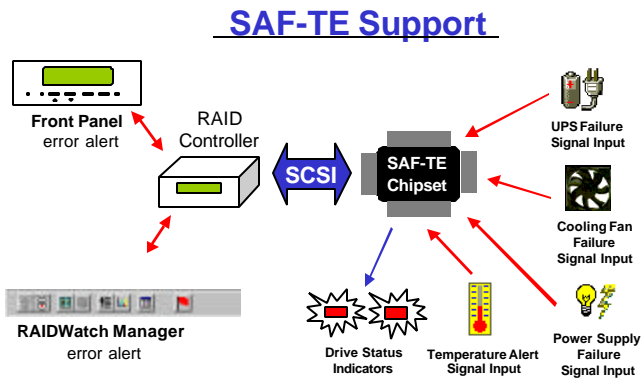 SAF-TE Support
Front Panel
error alert
RAID
Controller
SCSI
SAF-TE
Chipset
UPS Failure
Signal Input
Cooling Fan
Failure
Signal Input
RAIDWatch Manager
error alert
Drive Status
Indicators
Temperature Alert
Signal Input
Power Supply
Failure
Signal Input